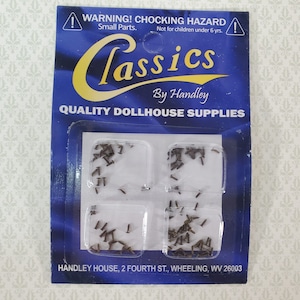 WARNING! CHOCKING HAZARD
Small Parts. Not for children under 6 yrs.
Classics
By Handley
QUALITY DOLLHOUSE SUPPLIES
HANDLEY HOUSE, 2 FOURTH ST., WHEELING, WV 26003